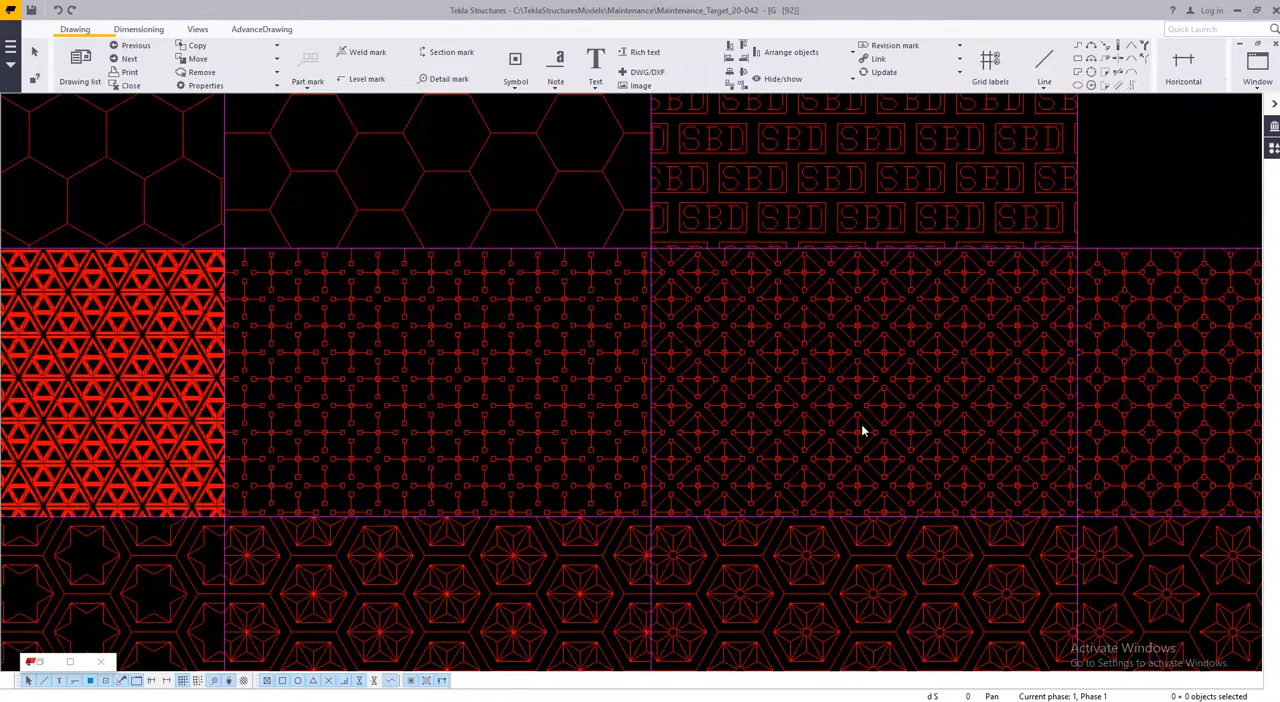 Tekla Structures - C:\TeklaStructuresModels\Maintenance\Maintenance_Target_20-042 - [G [92]]
? Log in
Drawing Dimensioning Views AdvanceDrawing
Quick Launch
Drawing list
Previous
Next
Print
Close
Copy
Move
Remove
Properties
Part mark
Weld mark
Level mark
Section mark
Detail mark
Symbol
Note
Text
Rich text
DWG/DXF
Image
Arrange objects
Hide/show
Revision mark
Link
Update
Grid labels
Line
Horizontal
Window
SBD SBD SBD SBD SBD
SBD SBD SBD SBD SBD
SBD SBD SBD SBD SB
SBD SBD SBD SBD SBD
Activate Windows
Go to Settings to activate Windows.
d S 0 Pan Current phase: 1, Phase 1 0 + 0 objects selected